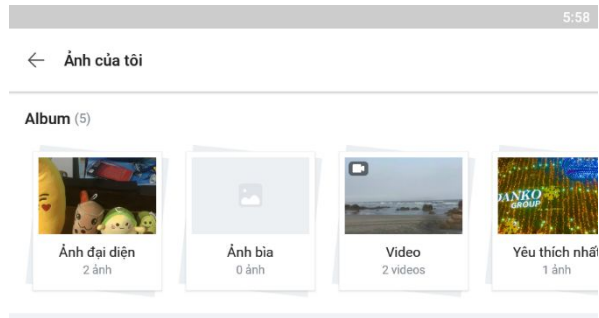 5:58
Ảnh của tôi
Album (5)
DANKO
GROUP
Ảnh đại diện
Ảnh bìa
Video
Yêu thích nhất
2 ảnh
0 ảnh
2 videos
1 ảnh